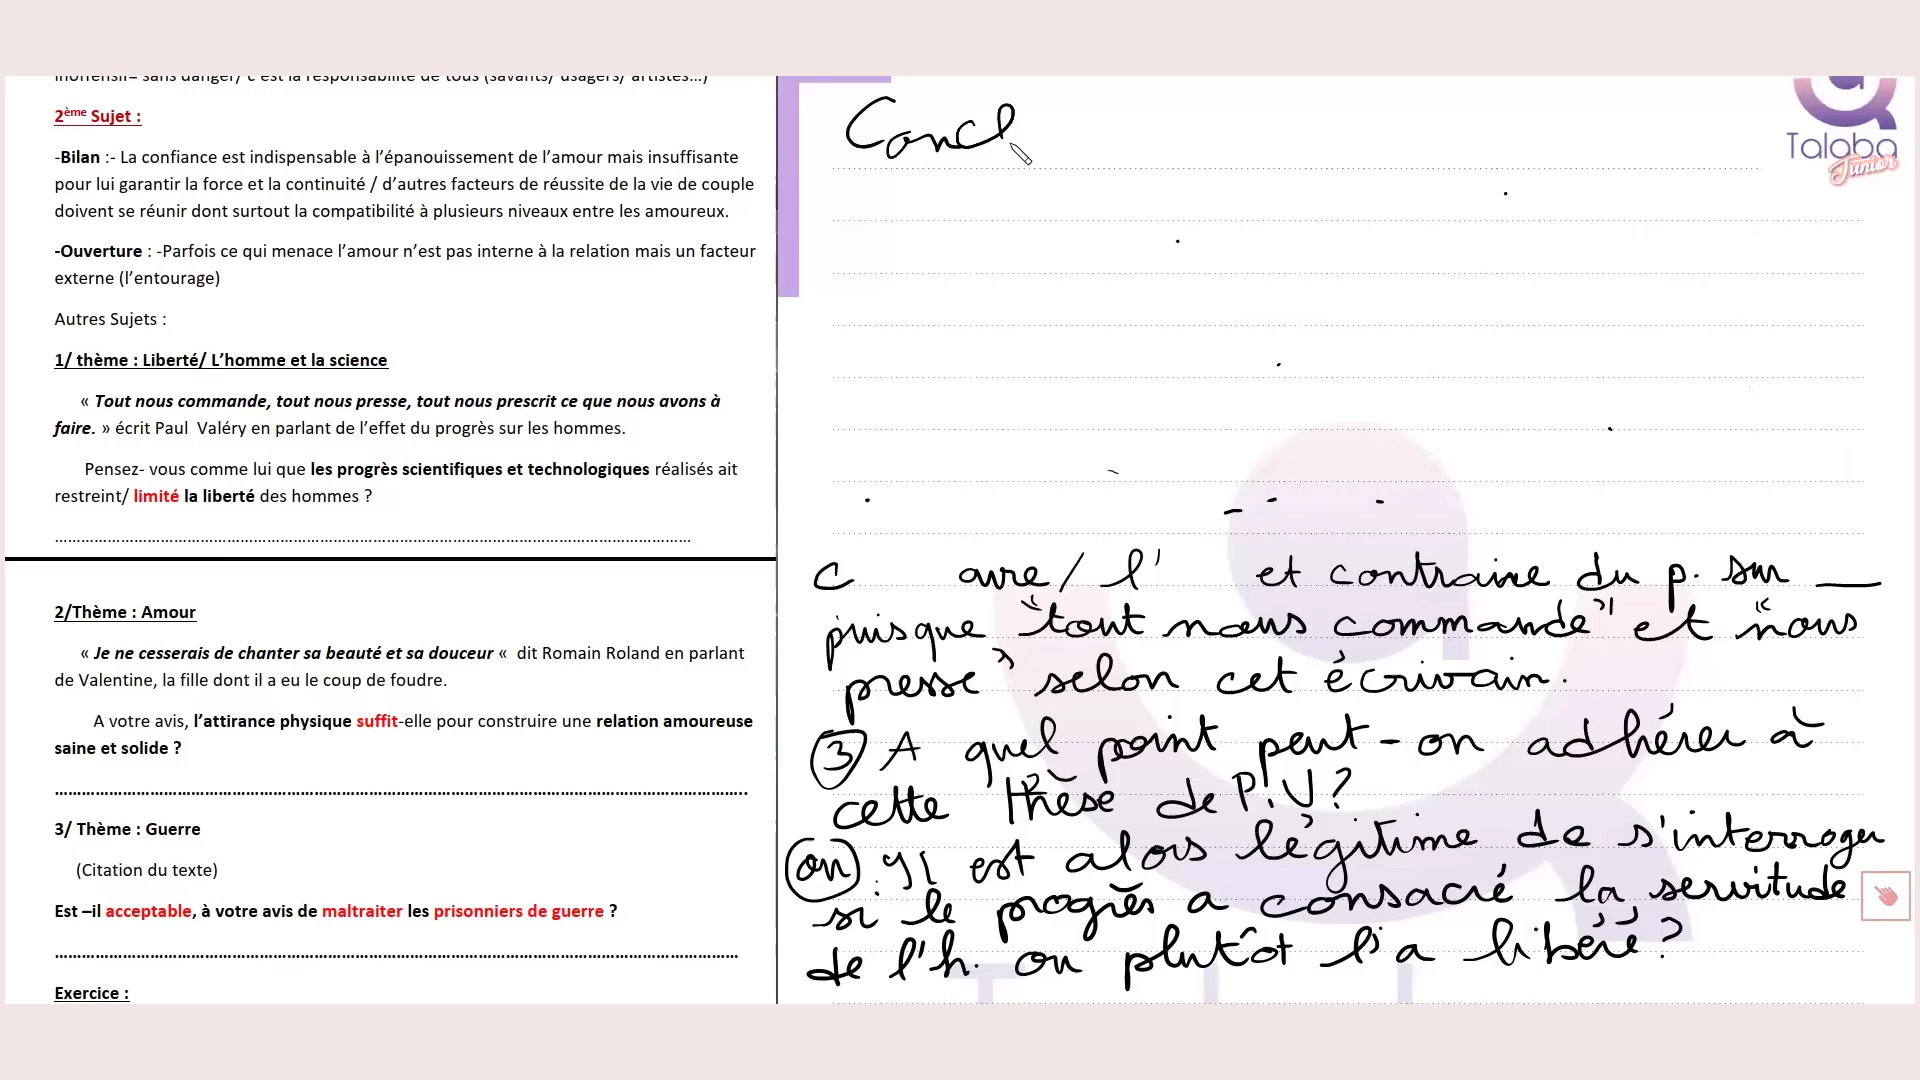 inoffensif= sans danger/ c'est la responsabilité de tous (savants/ usagers/ artistes...)
2ème Sujet :
-Bilan :- La confiance est indispensable à l'épanouissement de l'amour mais insuffisante
pour lui garantir la force et la continuité / d'autres facteurs de réussite de la vie de couple
doivent se réunir dont surtout la compatibilité à plusieurs niveaux entre les amoureux.
-Ouverture : -Parfois ce qui menace l'amour n'est pas interne à la relation mais un facteur
externe (l'entourage)
Autres Sujets :
1/ thème : Liberté/ L'homme et la science
« Tout nous commande, tout nous presse, tout nous prescrit ce que nous avons à
faire. » écrit Paul Valéry en parlant de l'effet du progrès sur les hommes.
Pensez- vous comme lui que les progrès scientifiques et technologiques réalisés ait
restreint/ limité la liberté des hommes ?
2/Thème : Amour
« Je ne cesserais de chanter sa beauté et sa douceur « dit Romain Roland en parlant
de Valentine, la fille dont il a eu le coup de foudre.
A votre avis, l'attirance physique suffit-elle pour construire une relation amoureuse
saine et solide ?
3/ Thème : Guerre
(Citation du texte)
Est –il acceptable, à votre avis de maltraiter les prisonniers de guerre ?
Exercice :
Concl
Talaba
Junior
et contraire du p. sur
puisque "tout nous commande" et "nous
presse" selon cet écrivain.
3 A quel point peut-on adhérer à
cette thèse de P.V?
ou : Il est alors légitime de s'interroger
si le progrès a consacré la servitude
de l'h. ou plutôt l'a libéré ?